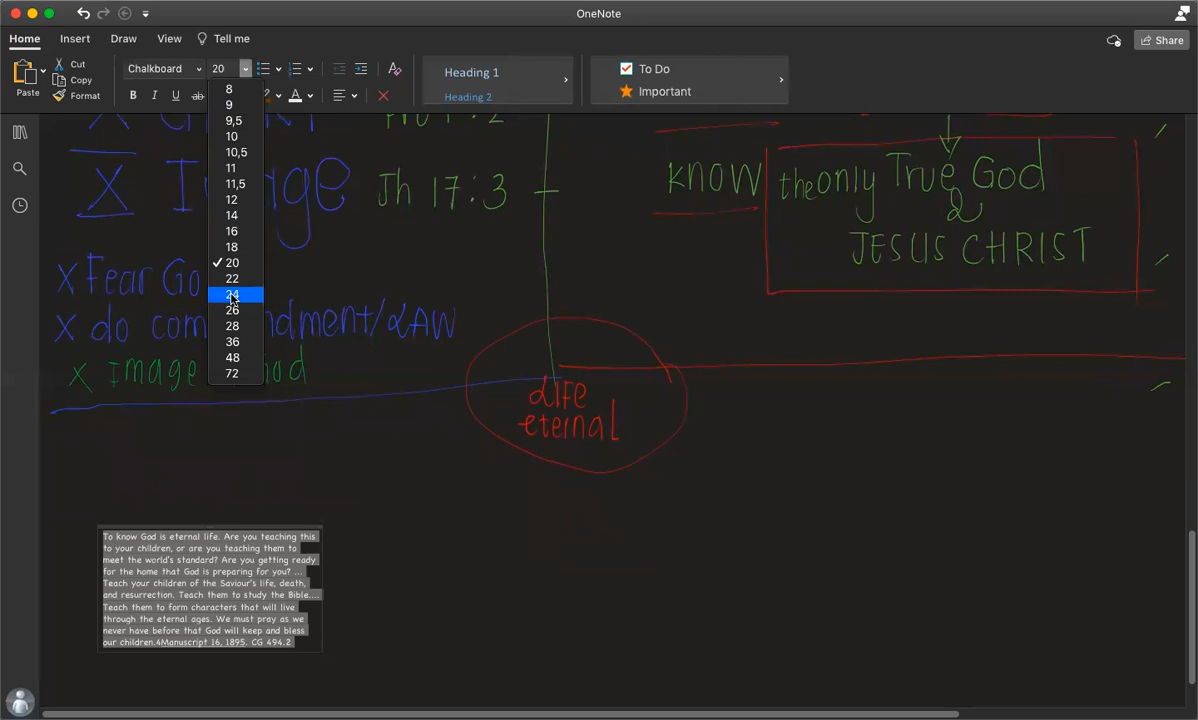 OneNote
Home Insert Draw View Tell me
Share
Paste
Cut
Copy
Format
Chalkboard 20
B I U ab A
Heading 1
Heading 2
To Do
Important
8
9
9,5
10
10,5
11
11,5
12
14
16
18
20
22
24
26
28
36
48
72
X
X Jh 17:3
X Fear Go
X do com ndment/LAW
X Image od
KNOW the only True God
&
JESUS CHRIST
LIFE
eternal
To know God is eternal life. Are you teaching this
to your children, or are you teaching them to
meet the world's standard? Are you getting ready
for the home that God is preparing for you? ...
Teach your children of the Saviour's life, death,
and resurrection. Teach them to study the Bible....
Teach them to form characters that will live
through the eternal ages. We must pray as we
never have before that God will keep and bless
our children.4Manuscript 16, 1895. CG 494.2